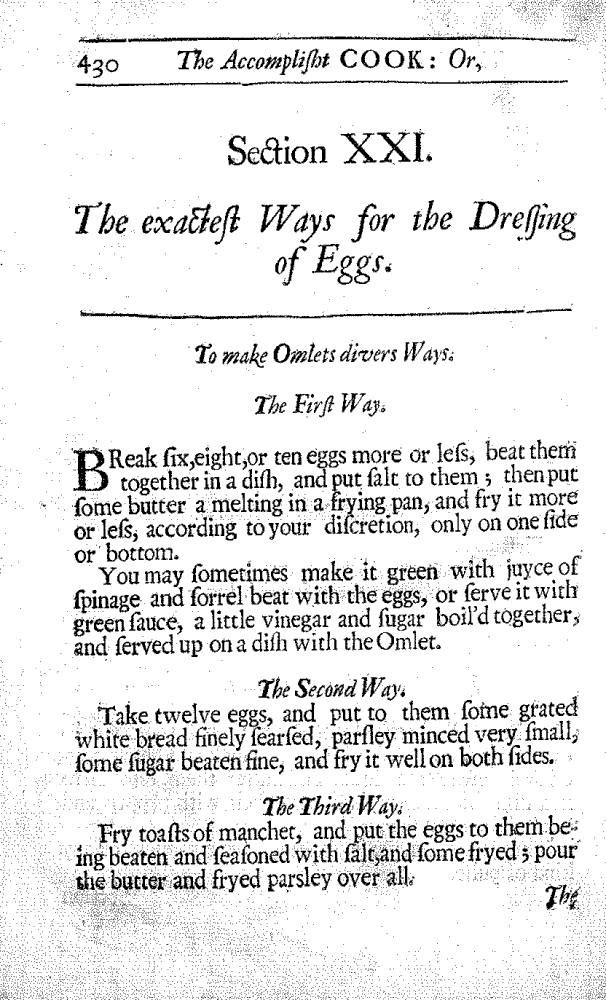 430 The Accompliſht COOK: Or,
Section XXI.
The exacteſt Ways for the Dreſſing
of Eggs.
To make Omlets divers Ways.
The Firſt Way.
BReak ſix,eight,or ten eggs more or leſs, beat them
together in a diſh, and put ſalt to them ; then put
ſome butter a melting in a frying pan, and fry it more
or leſs, according to your diſcretion, only on one ſide
or bottom.
You may ſometimes make it green with juyce of
ſpinage and ſorrel beat with the eggs, or ſerve it with
green ſauce, a little vinegar and ſugar boil'd together,
and ſerved up on a diſh with the Omlet.
The Second Way.
Take twelve eggs, and put to them ſome grated
white bread finely ſearſed, parſley minced very ſmall,
ſome ſugar beaten fine, and fry it well on both ſides.
The Third Way.
Fry toaſts of manchet, and put the eggs to them be-
ing beaten and ſeaſoned with ſalt,and ſome fryed ; pour
the butter and fryed parsley over all.
The